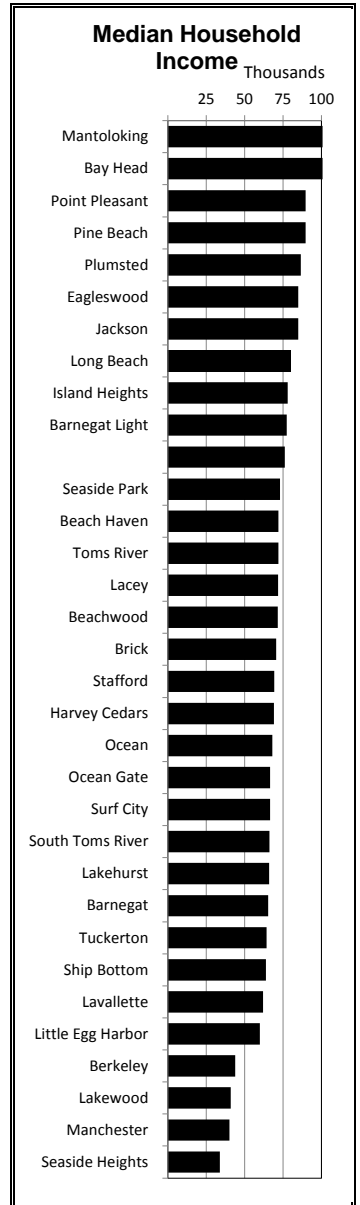 Median Household
Income
Thousands
25 50 75 100
Mantoloking
Bay Head
Point Pleasant
Pine Beach
Plumsted
Eagleswood
Jackson
Long Beach
Island Heights
Barnegat Light
Seaside Park
Beach Haven
Toms River
Lacey
Beachwood
Brick
Stafford
Harvey Cedars
Ocean
Ocean Gate
Surf City
South Toms River
Lakehurst
Barnegat
Tuckerton
Ship Bottom
Lavallette
Little Egg Harbor
Berkeley
Lakewood
Manchester
Seaside Heights